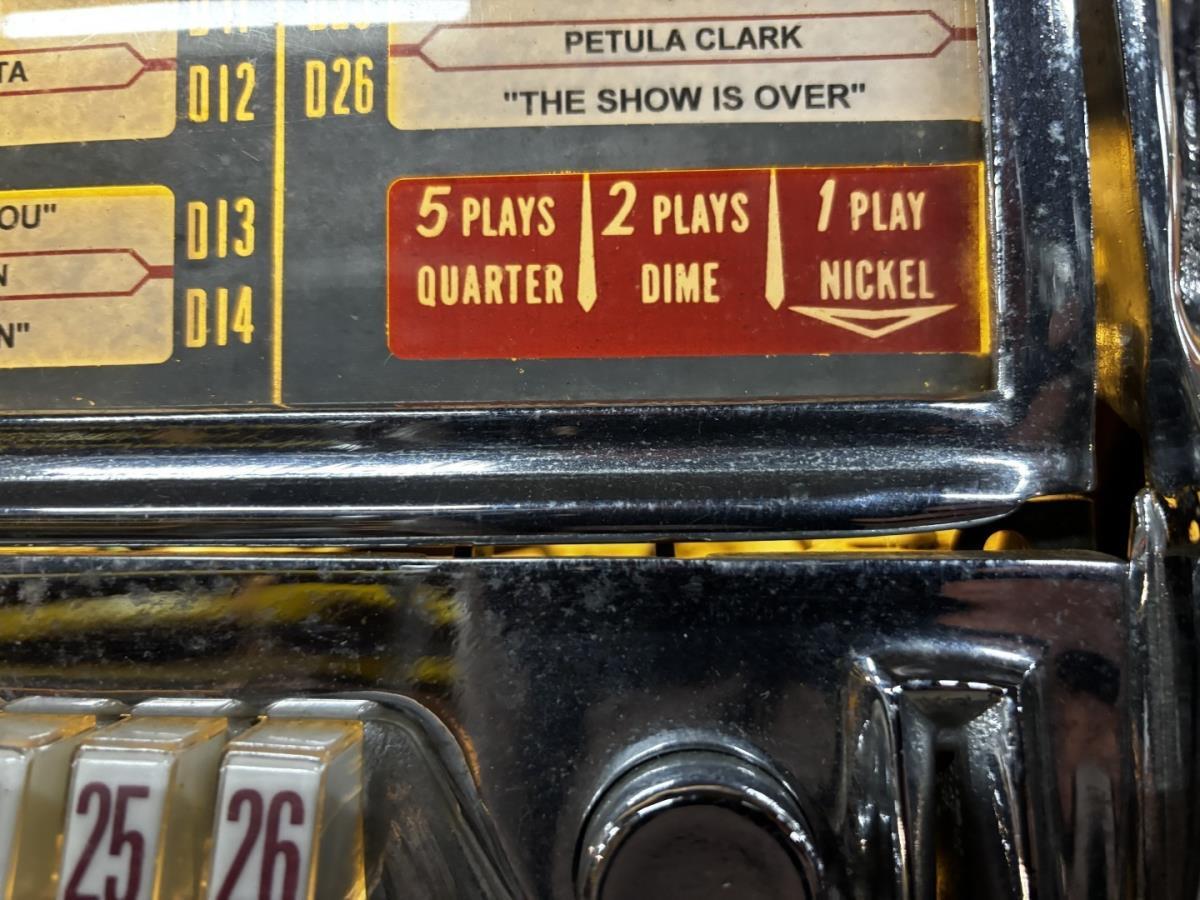 TA
D12
OU"
D13
N
D14
N"
D26
PETULA CLARK
"THE SHOW IS OVER"
5 PLAYS QUARTER
2 PLAYS DIME
1 PLAY NICKEL
25
26